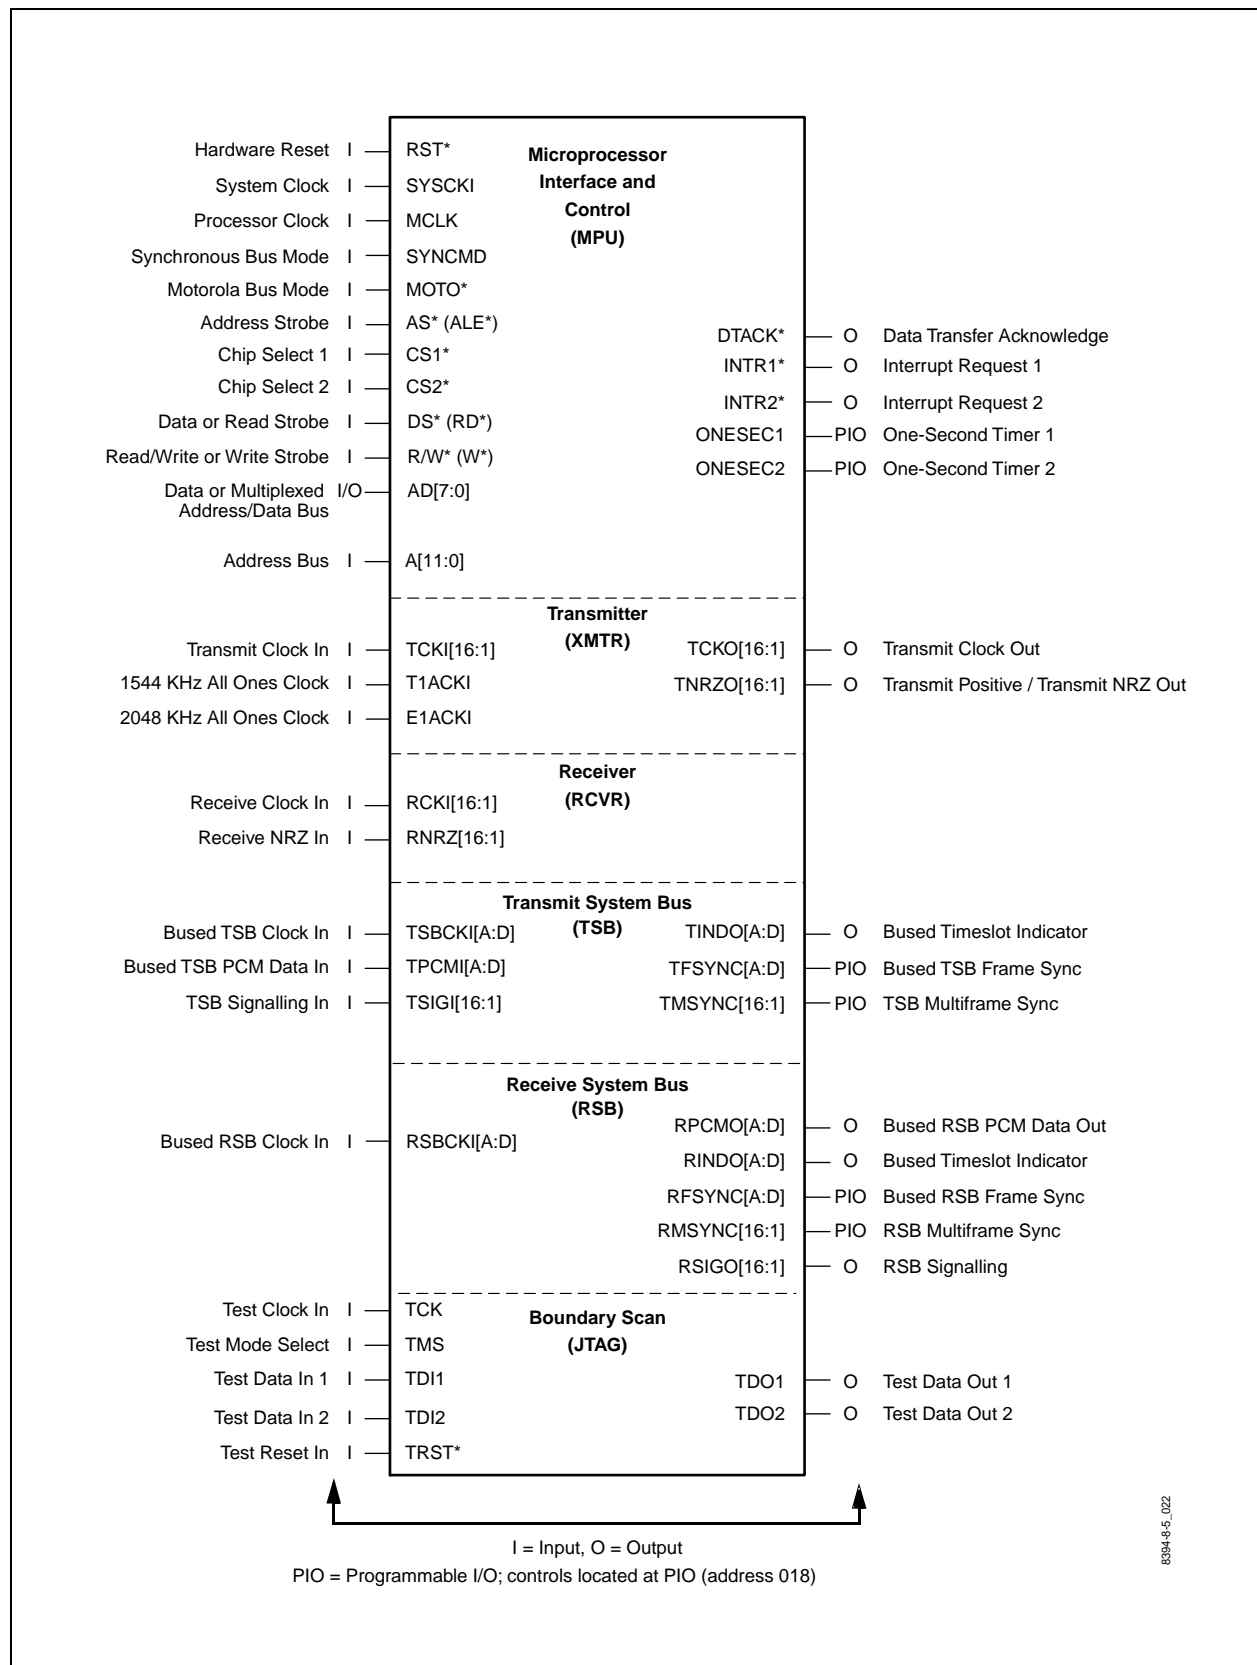 Hardware Reset I RST*
Microprocessor
Interface and
Control
(MPU)
System Clock I SYSCKI
Processor Clock I MCLK
Synchronous Bus Mode I SYNCMD
Motorola Bus Mode I MOTO*
Address Strobe I AS* (ALE*)
Chip Select 1 I CS1*
Chip Select 2 I CS2*
Data or Read Strobe I DS* (RD*)
Read/Write or Write Strobe I R/W* (W*)
Data or Multiplexed I/O AD[7:0]
Address/Data Bus
Address Bus I A[11:0]
DTACK* O Data Transfer Acknowledge
INTR1* O Interrupt Request 1
INTR2* O Interrupt Request 2
ONESEC1 PIO One-Second Timer 1
ONESEC2 PIO One-Second Timer 2
Transmitter
(XMTR)
Transmit Clock In I TCKI[16:1]
1544 KHz All Ones Clock I T1ACKI
2048 KHz All Ones Clock I E1ACKI
TCKO[16:1] O Transmit Clock Out
TNRZO[16:1] O Transmit Positive / Transmit NRZ Out
Receiver
(RCVR)
Receive Clock In I RCKI[16:1]
Receive NRZ In I RNRZ[16:1]
Transmit System Bus
(TSB)
Bused TSB Clock In I TSBCKI[A:D]
Bused TSB PCM Data In I TPCMI[A:D]
TSB Signalling In I TSIGI[16:1]
TINDO[A:D] O Bused Timeslot Indicator
TFSYNC[A:D] PIO Bused TSB Frame Sync
TMSYNC[16:1] PIO TSB Multiframe Sync
Receive System Bus
(RSB)
Bused RSB Clock In I RSBCKI[A:D]
RPCMO[A:D] O Bused RSB PCM Data Out
RINDO[A:D] O Bused Timeslot Indicator
RFSYNC[A:D] PIO Bused RSB Frame Sync
RMSYNC[16:1] PIO RSB Multiframe Sync
RSIGO[16:1] O RSB Signalling
Boundary Scan
(JTAG)
Test Clock In I TCK
Test Mode Select I TMS
Test Data In 1 I TDI1
Test Data In 2 I TDI2
Test Reset In I TRST*
TDO1 O Test Data Out 1
TDO2 O Test Data Out 2
I = Input, O = Output
PIO = Programmable I/O; controls located at PIO (address 018)
8394-8-5_022